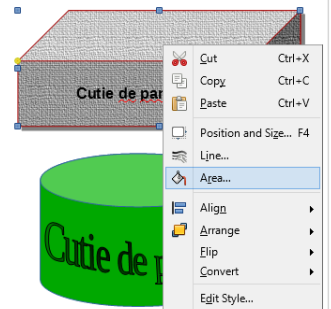 Cut Ctrl+X
Copy Ctrl+C
Cutie de
Paste Ctrl+V
Position and Size... F4
Line...
Area...
Align
Arrange
Cutie de
Flip
Convert
Edit Style...